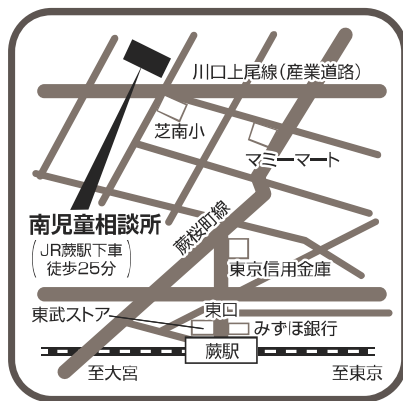 川口上尾線(産業道路)
芝南小
マミーマート
南児童相談所
(JR蕨駅下車
徒歩25分)
蕨桜町線
東京信用金庫
東武ストア
東口
みずほ銀行
蕨駅
至大宮
至東京